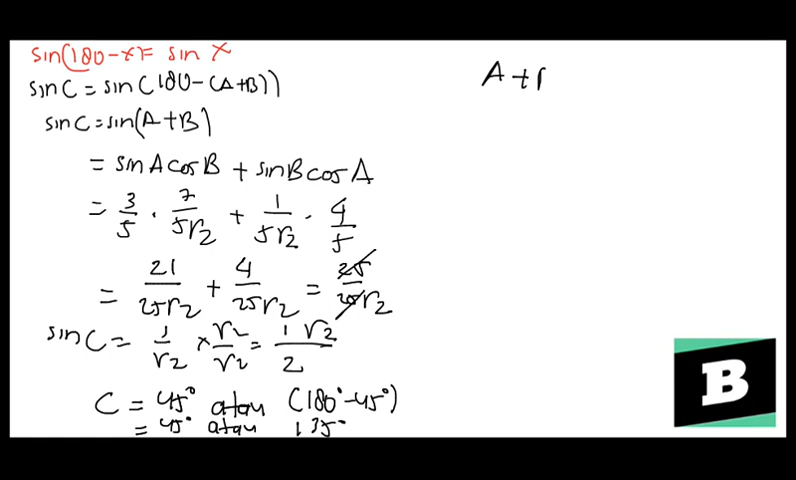 sin(180-x)= sin x
sin C = sin(180-(A+B))
sin C = sin(A+B)
= sin A cos B + sin B cos A
= 3/5 . 7/5√2 + 1/5√2 . 4/5
= 21/25√2 + 4/25√2 = 25/25√2
sin C = 1/√2 × √2/√2 = 1√2/2
C = 45° atau (180°-45°)
= 45° atau 135°
A +
B